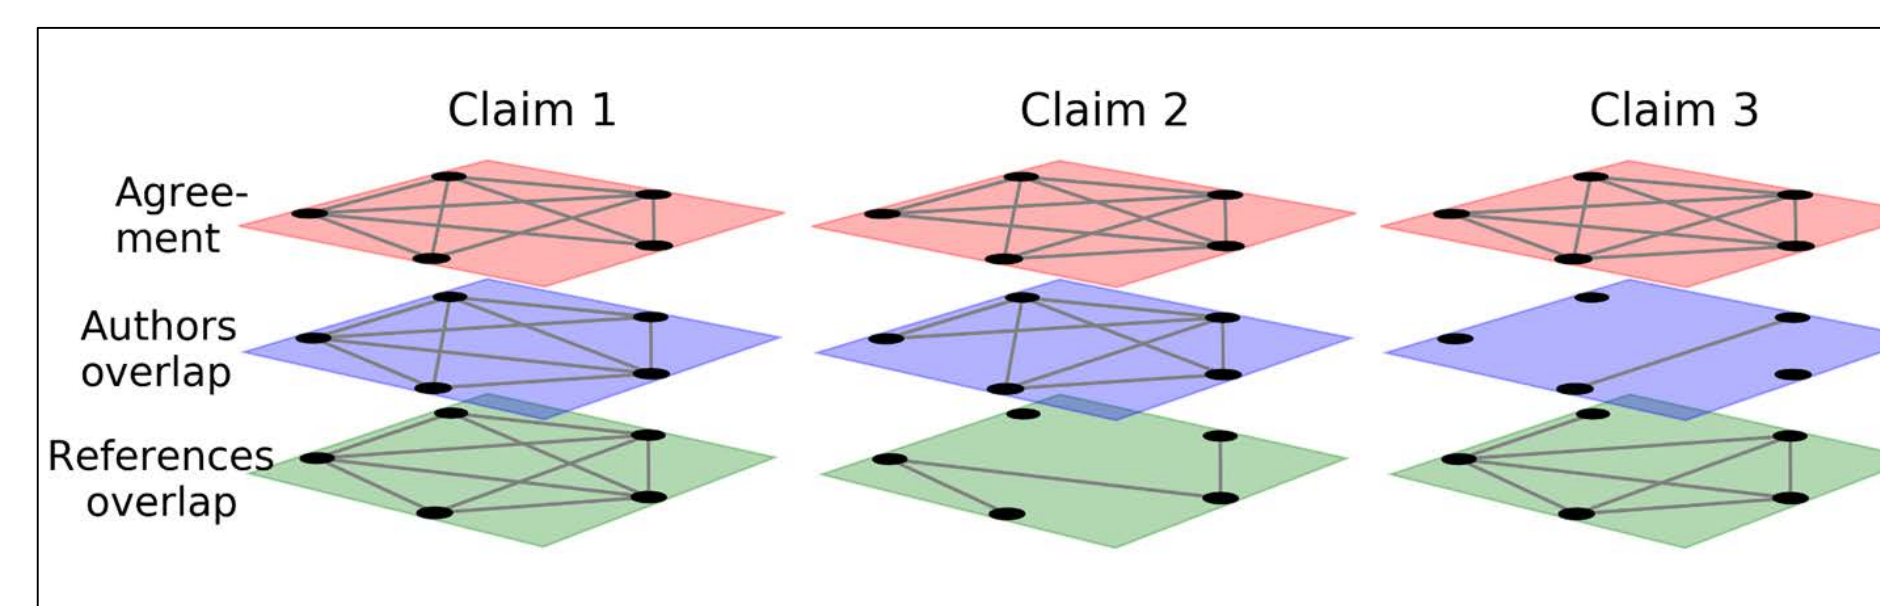 Claim 1
Claim 2
Claim 3
Agree-
ment
Authors
overlap
References
overlap